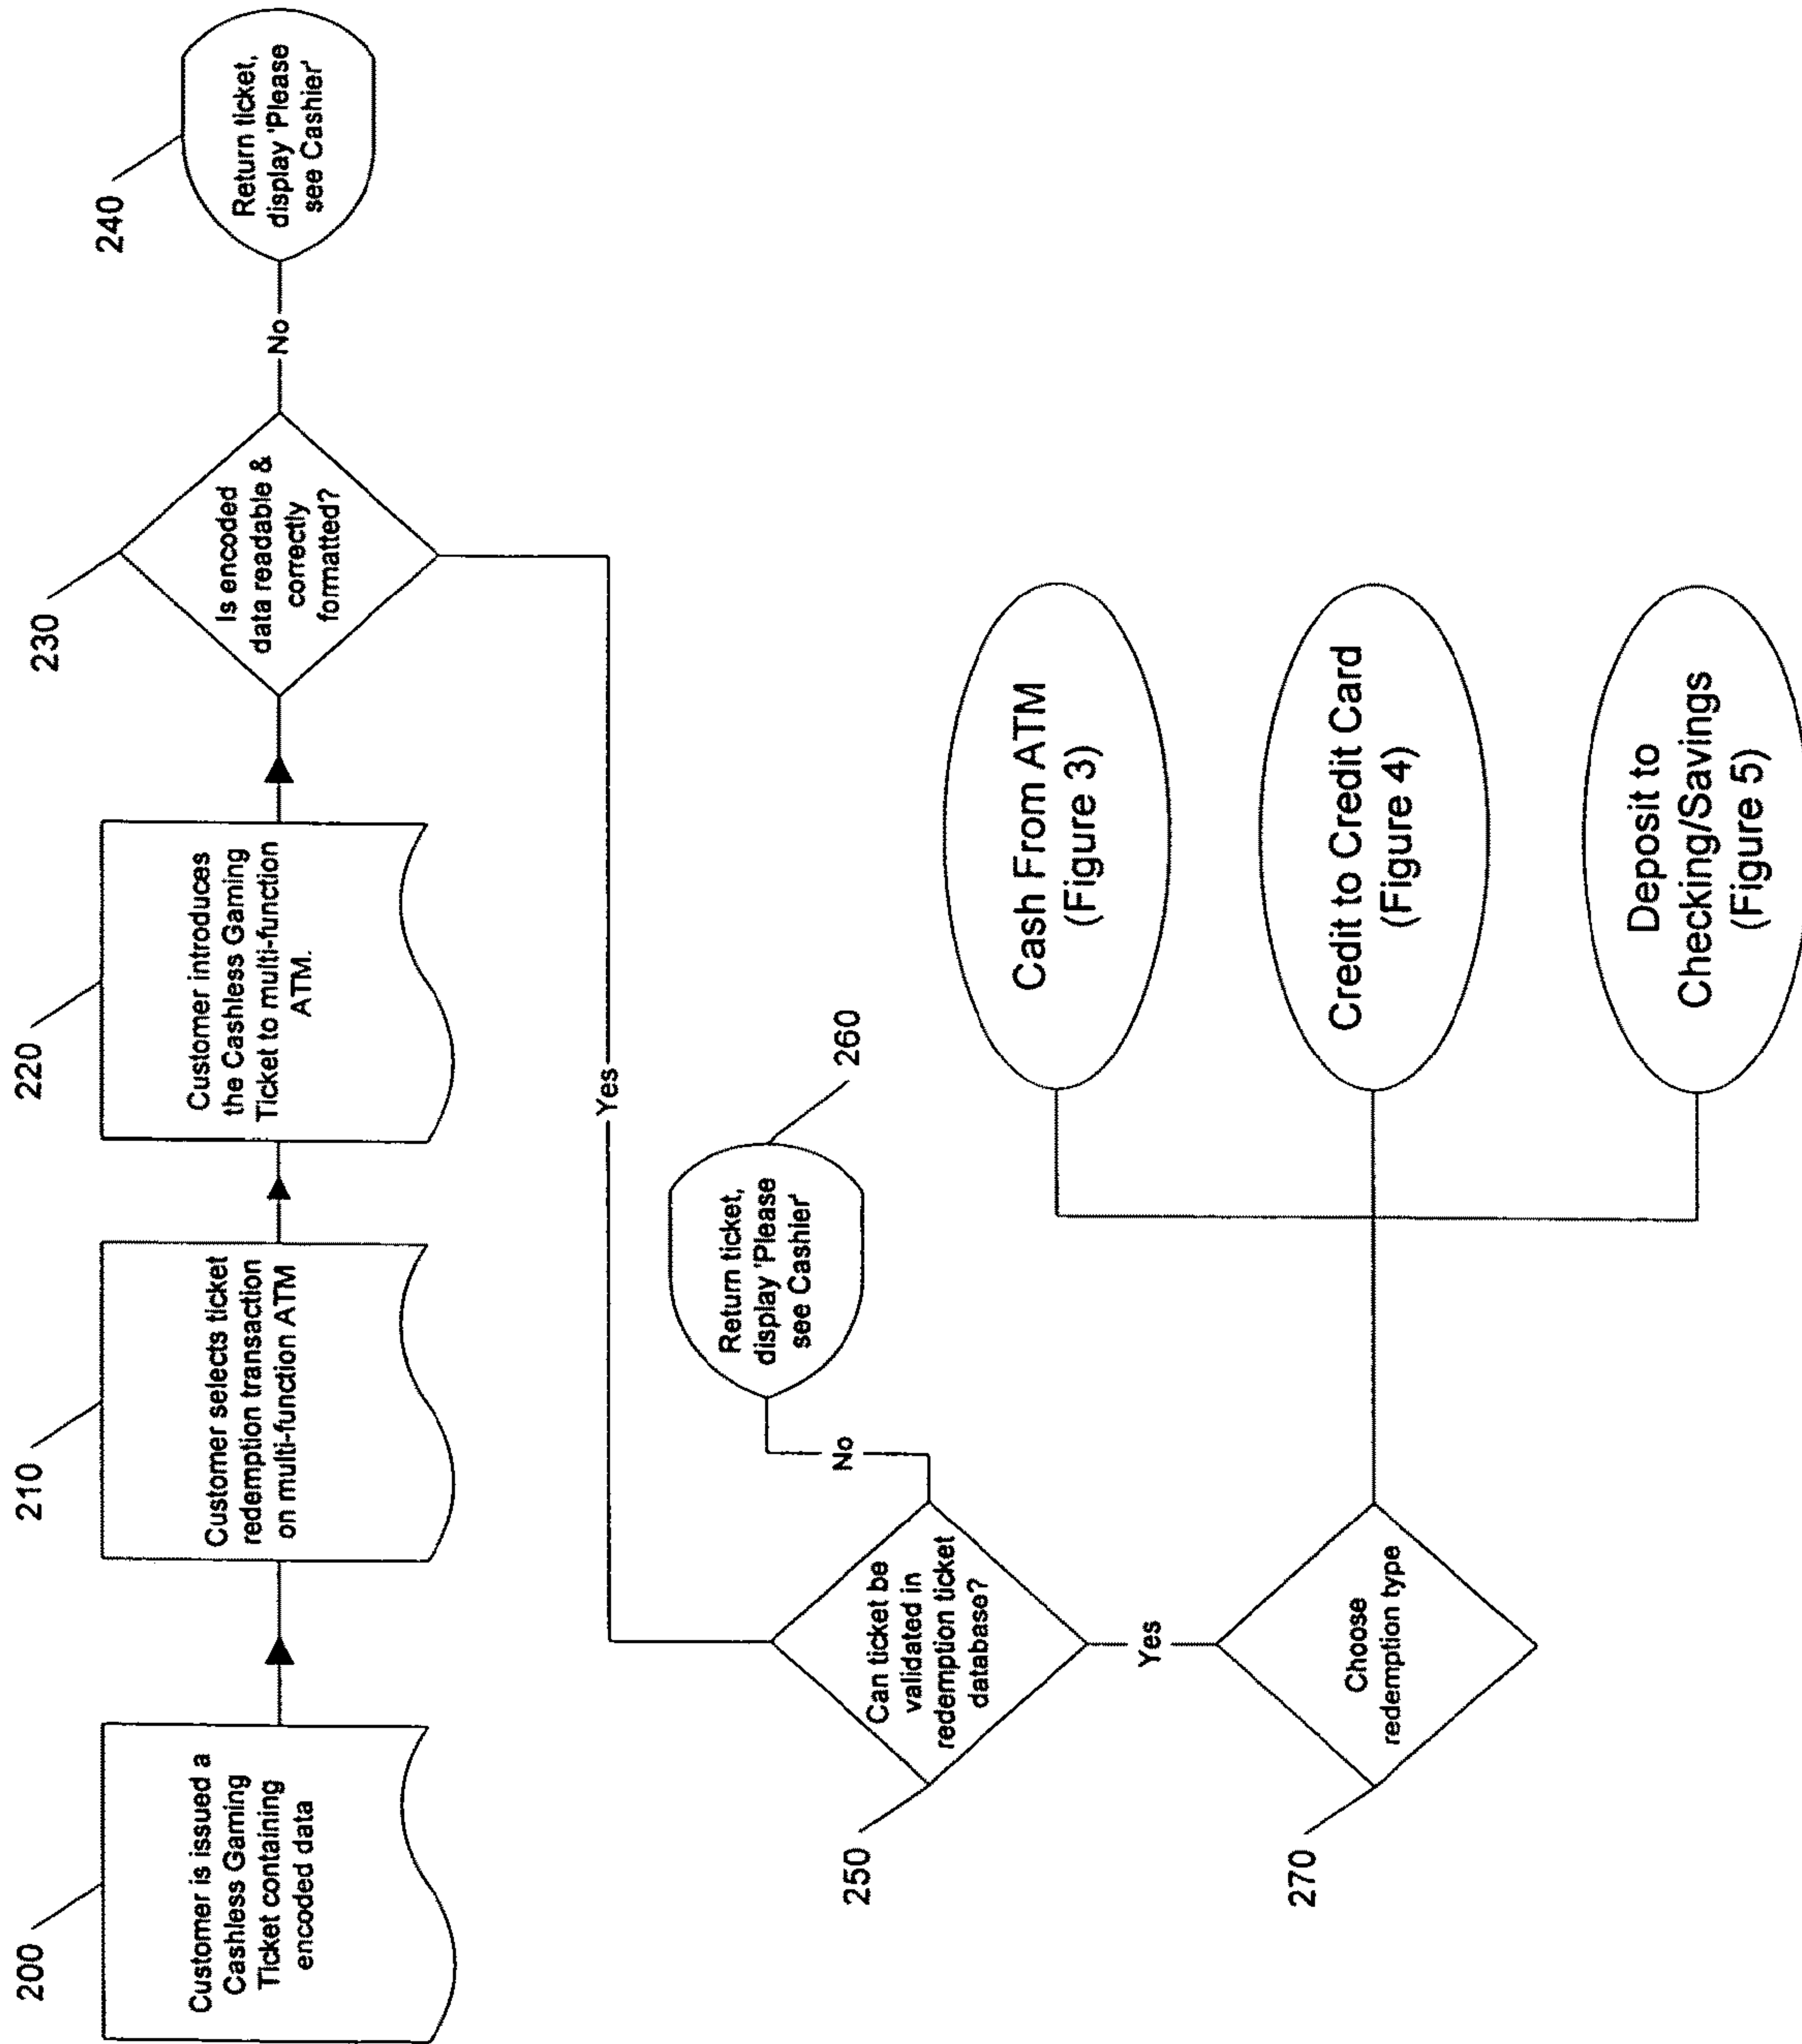 200
Customer is issued a
Cashless Gaming
Ticket containing
encoded data
210
Customer selects ticket
redemption transaction
on multi-function ATM
220
Customer introduces
the Cashless Gaming
Ticket to multi-function
ATM.
230
Is encoded
data readable &
correctly
formatted?
No
240
Return ticket,
display 'Please
see Cashier'
Yes
250
Can ticket be
validated in
redemption ticket
database?
No
260
Return ticket,
display 'Please
see Cashier'
Yes
270
Choose
redemption type
Cash From ATM
(Figure 3)
Credit to Credit Card
(Figure 4)
Deposit to
Checking/Savings
(Figure 5)